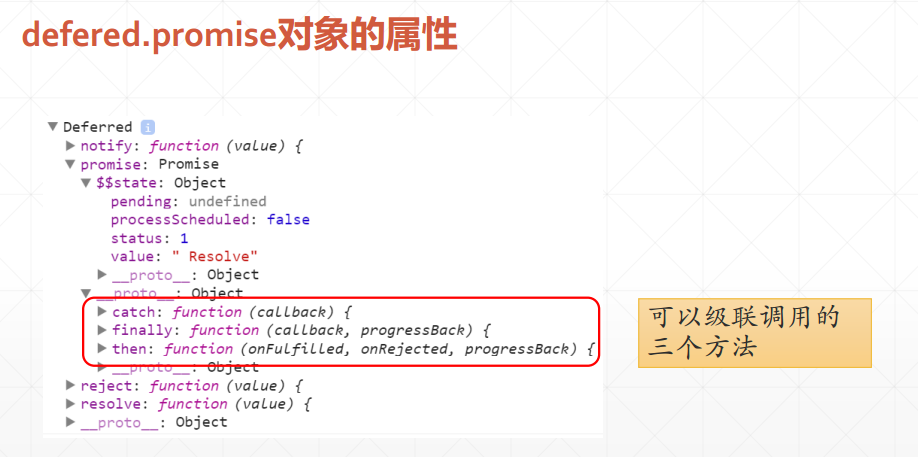 defered.promise对象的属性
Deferred i
notify: function (value) {
promise: Promise
$$state: Object
pending: undefined
processScheduled: false
status: 1
value: " Resolve"
__proto__: Object
__proto__: Object
catch: function (callback) {
finally: function (callback, progressBack) {
then: function (onFulfilled, onRejected, progressBack) {
__proto__: Object
reject: function (value) {
resolve: function (value) {
__proto__: Object
可以级联调用的
三个方法